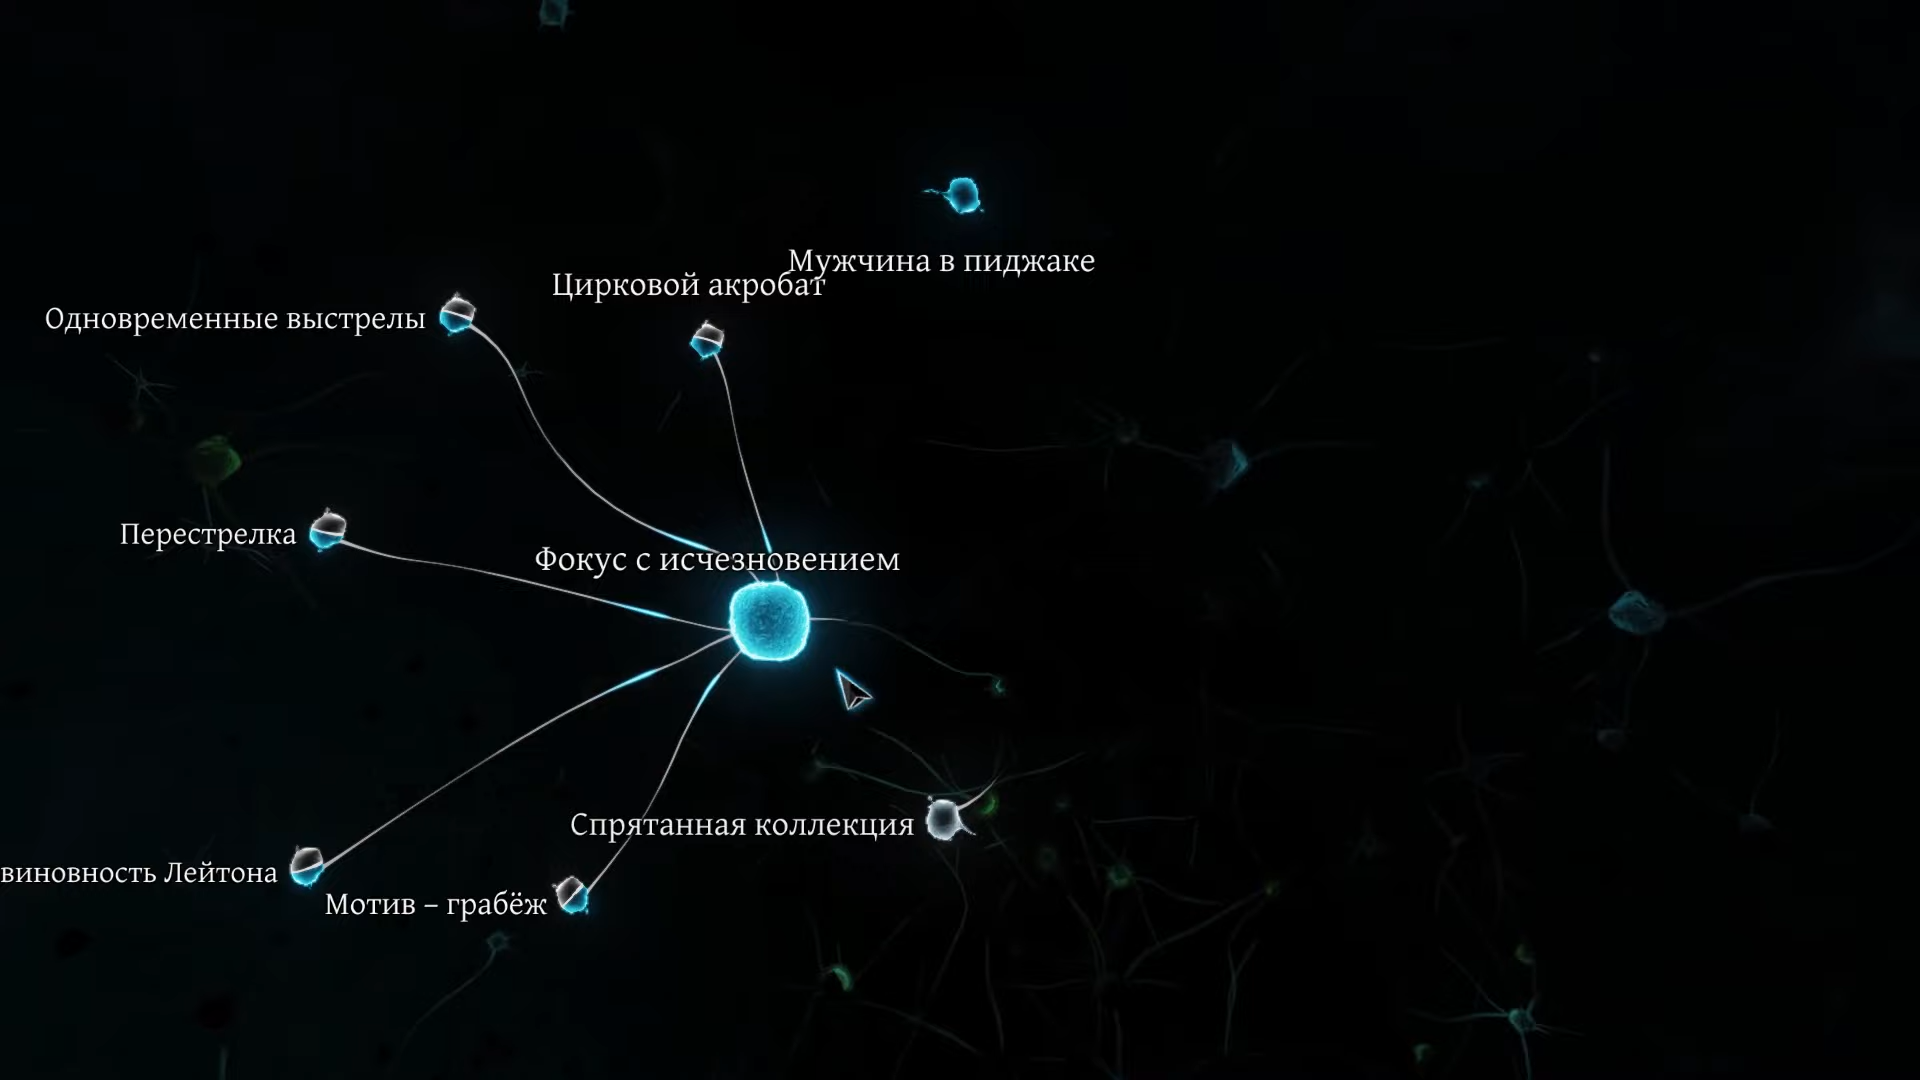 Мужчина в пиджаке
Цирковой акробат
Одновременные выстрелы
Перестрелка
Фокус с исчезновением
Спрятанная коллекция
виновность Лейтона
Мотив – грабёж